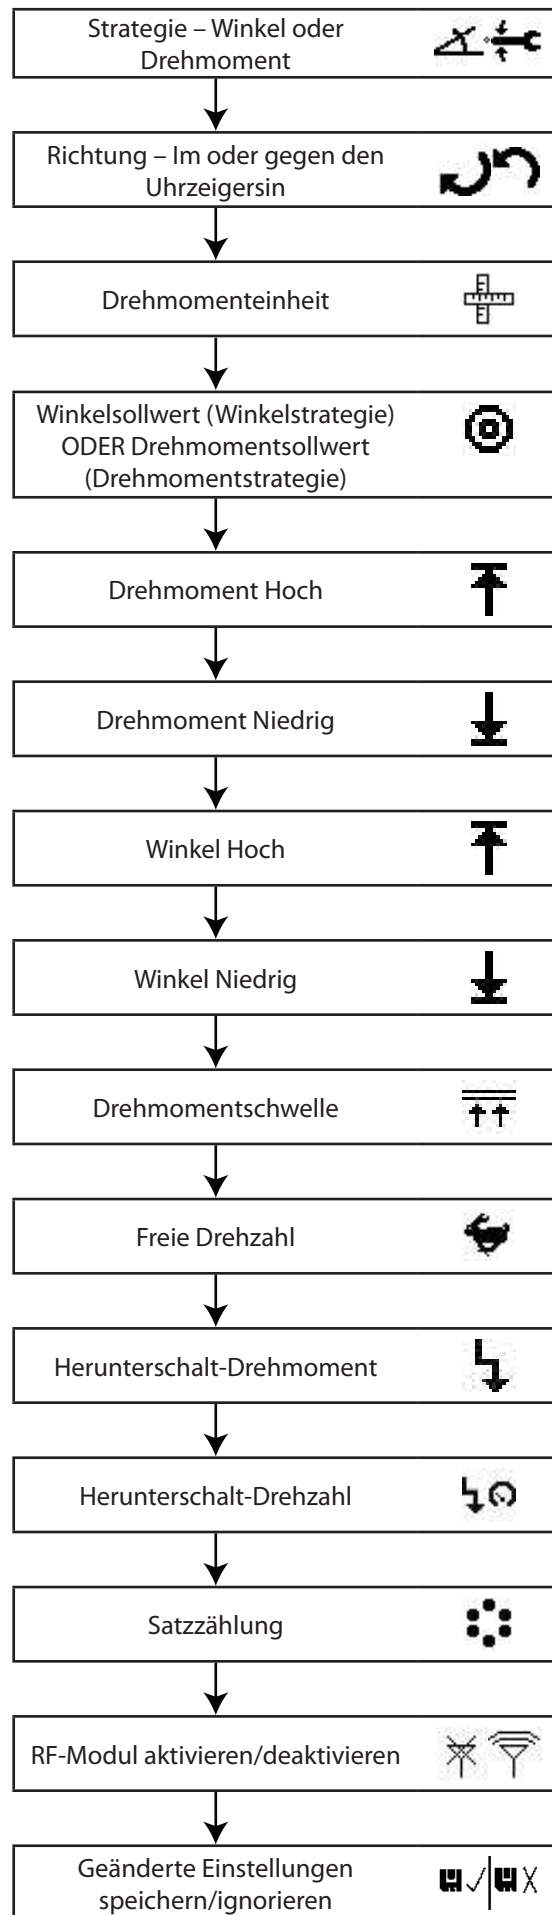 Strategie – Winkel oder
Drehmoment
Richtung – Im oder gegen den
Uhrzeigersin
Drehmomenteinheit
Winkelsollwert (Winkelstrategie)
ODER Drehmomentsollwert
(Drehmomentstrategie)
Drehmoment Hoch
Drehmoment Niedrig
Winkel Hoch
Winkel Niedrig
Drehmomentschwelle
Freie Drehzahl
Herunterschalt-Drehmoment
Herunterschalt-Drehzahl
Satzzählung
RF-Modul aktivieren/deaktivieren
Geänderte Einstellungen
speichern/ignorieren